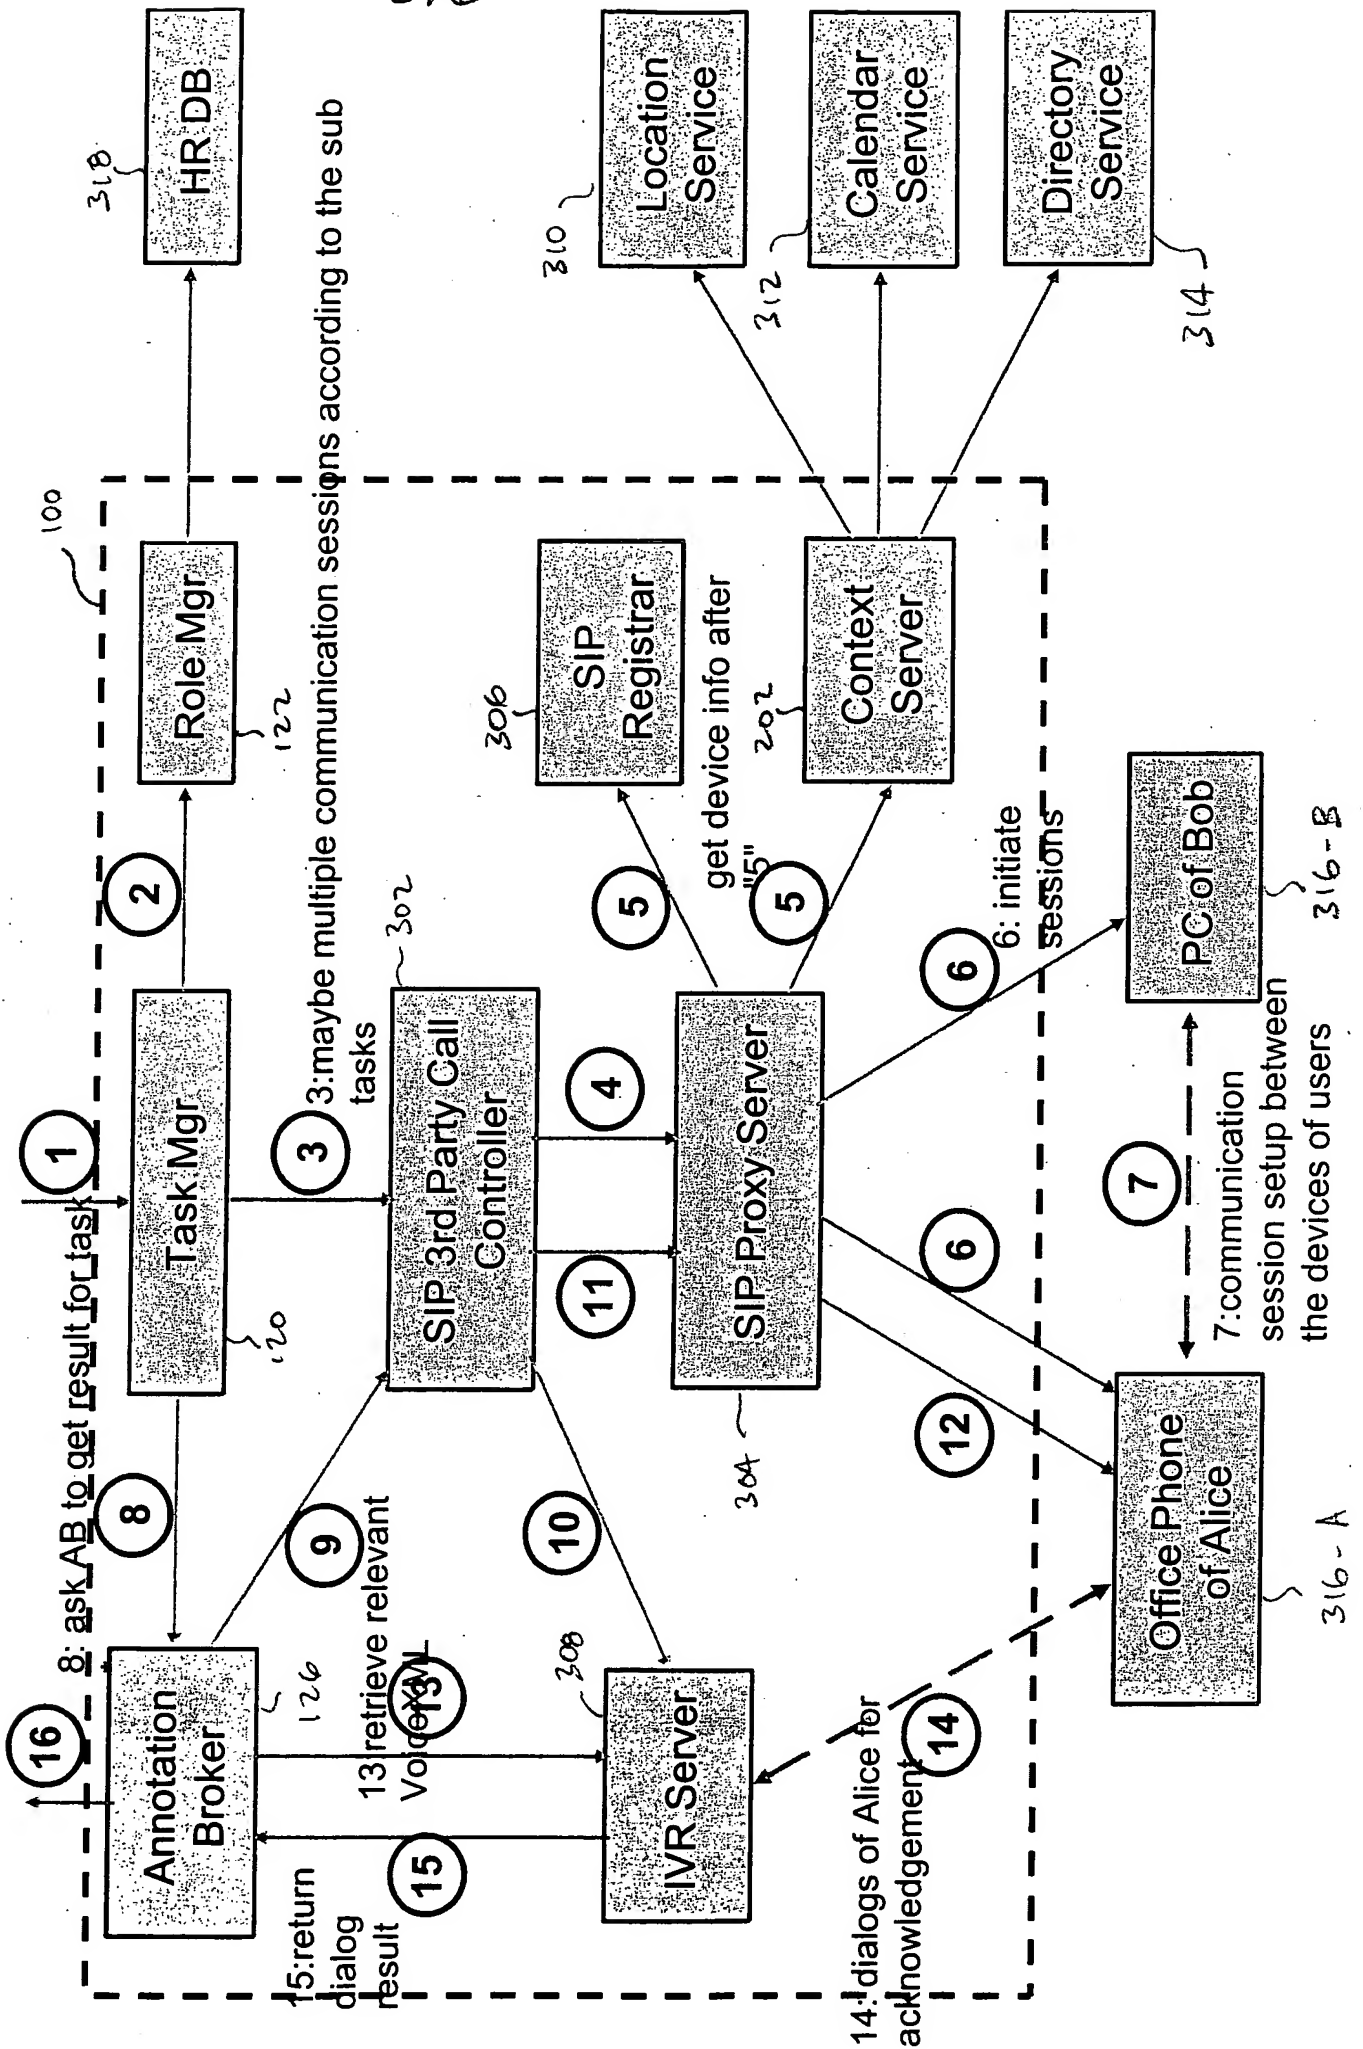 16
8: ask AB to get result for task
1
100
318
HR DB
Annotation
Broker
126
8
Task Mgr
120
2
Role Mgr
122
15:return
dialog
result
15
13:retrieve relevant
VoiceXML
13
9
3
3:maybe multiple communication sessions according to the sub
tasks
SIP 3rd Party Call
Controller
302
10
11
4
IVR Server
308
SIP Proxy Server
304
5
SIP
Registrar
306
get device info after
"5"
5
Context
Server
202
310
Location
Service
312
Calendar
Service
Directory
Service
314
14: dialogs of Alice for
acknowledgement
14
12
6
6
6: initiate
sessions
Office Phone
of Alice
316-A
7
7:communication
session setup between
the devices of users
PC of Bob
316-B